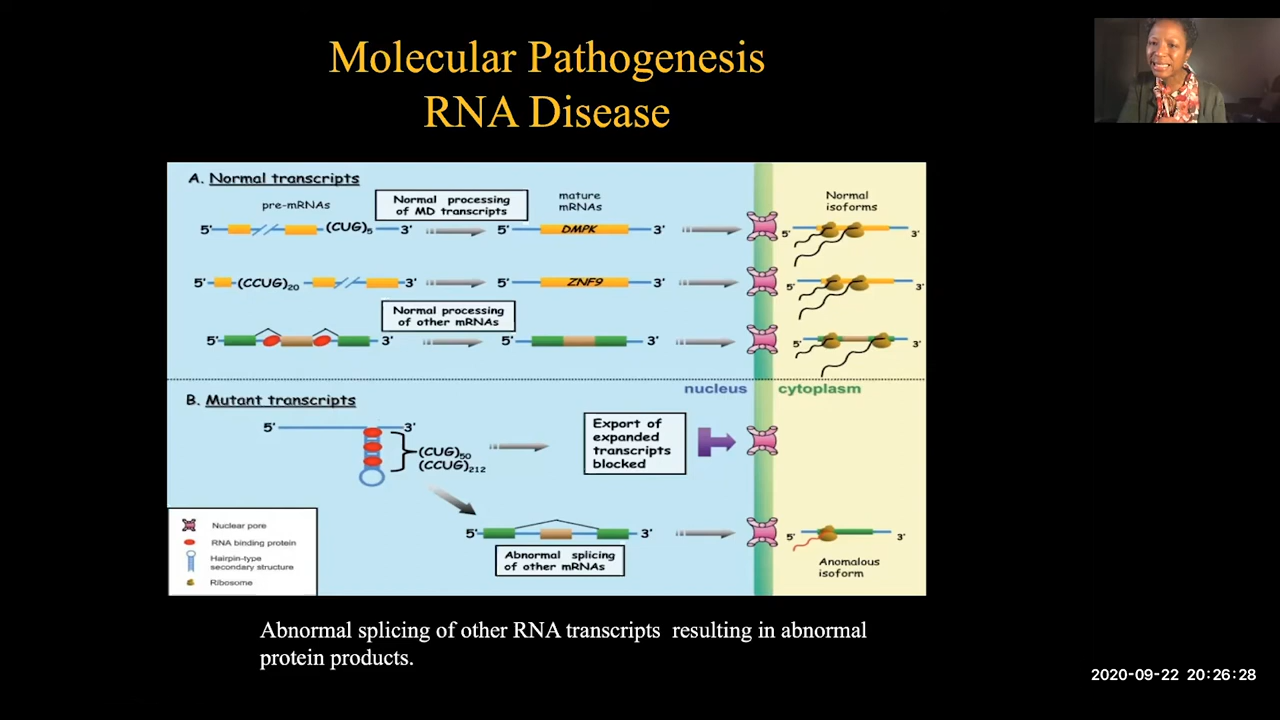 Molecular Pathogenesis
RNA Disease
A. Normal transcripts
pre-mRNAs
Normal processing
of MD transcripts
mature
mRNAs
Normal
isoforms
5' (CUG)5 3' 5' DMPK 3' 5' 3'
5' (CCUG)20 3' 5' ZNF9 3' 5' 3'
Normal processing
of other mRNAs
5' 3' 5' 3' 5' 3'
nucleus cytoplasm
B. Mutant transcripts
5' 3'
(CUG)50
(CCUG)212
Export of
expanded
transcripts
blocked
5' 3' 5' 3'
Abnormal splicing
of other mRNAs
Anomalous
isoform
Nuclear pore
RNA binding protein
Hairpin-type
secondary structure
Ribosome
Abnormal splicing of other RNA transcripts resulting in abnormal
protein products.
2020-09-22 20:26:28